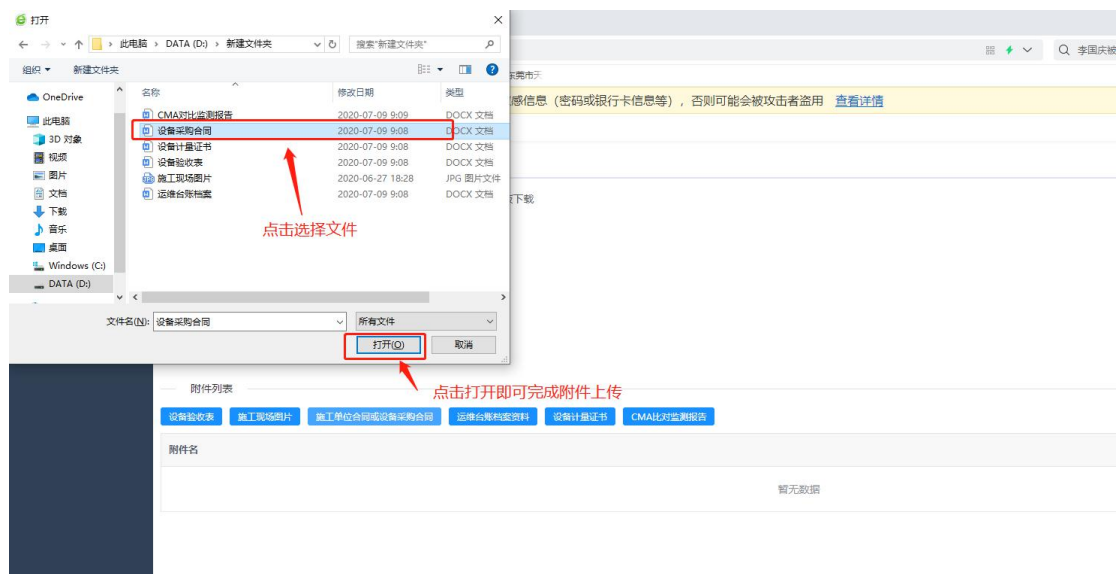 打开
此电脑 > DATA (D:) > 新建文件夹
搜索"新建文件夹"
李国庆被
组织 新建文件夹
东莞市天
名称 修改日期 类型
感信息（密码或银行卡信息等），否则可能会被攻击者盗用 查看详情
OneDrive
此电脑
3D 对象
视频
图片
文档
下载
音乐
桌面
Windows (C:)
DATA (D:)
CMA对比监测报告 2020-07-09 9:09 DOCX 文档
设备采购合同 2020-07-09 9:08 DOCX 文档
设备计量证书 2020-07-09 9:08 DOCX 文档
设备验收表 2020-07-09 9:08 DOCX 文档
施工现场图片 2020-06-27 18:28 JPG 图片文件
运维台账档案 2020-07-09 9:08 DOCX 文档
下载
点击选择文件
文件名(N): 设备采购合同 所有文件
打开(O) 取消
点击打开即可完成附件上传
附件列表
设备验收表 施工现场图片 施工单位合同或设备采购合同 运维台账档案资料 设备计量证书 CMA比对监测报告
附件名
暂无数据